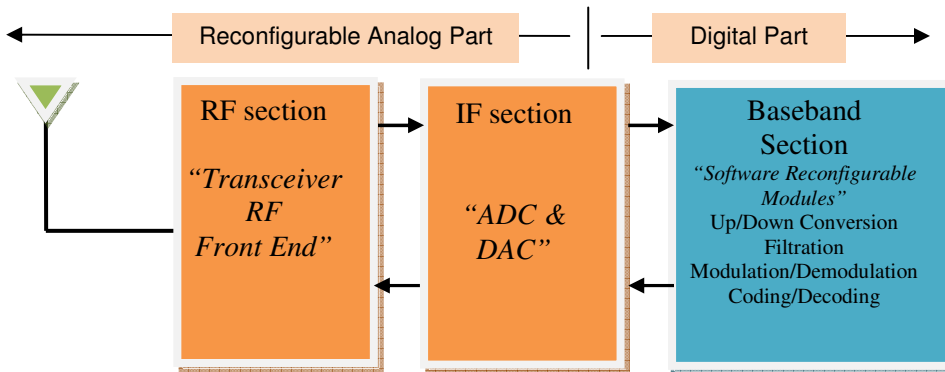 Reconfigurable Analog Part
Digital Part
RF section
“Transceiver
RF
Front End”
IF section
“ADC &
DAC”
Baseband
Section
“Software Reconfigurable
Modules”
Up/Down Conversion
Filtration
Modulation/Demodulation
Coding/Decoding